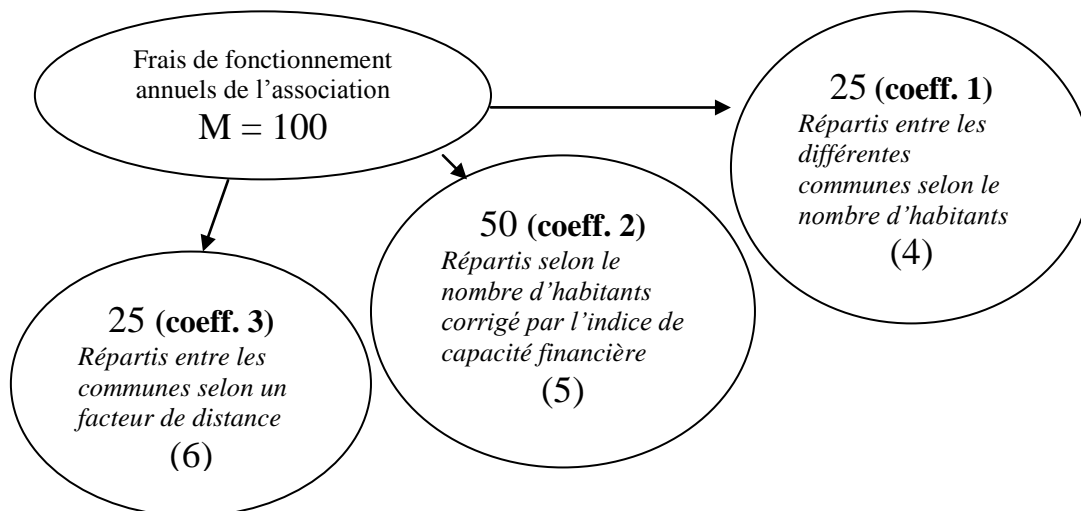 Frais de fonctionnement
annuels de l’association
M = 100
25 (coeff. 1)
Répartis entre les
différentes
communes selon le
nombre d’habitants
(4)
50 (coeff. 2)
Répartis selon le
nombre d’habitants
corrigé par l’indice de
capacité financière
(5)
25 (coeff. 3)
Répartis entre les
communes selon un
facteur de distance
(6)